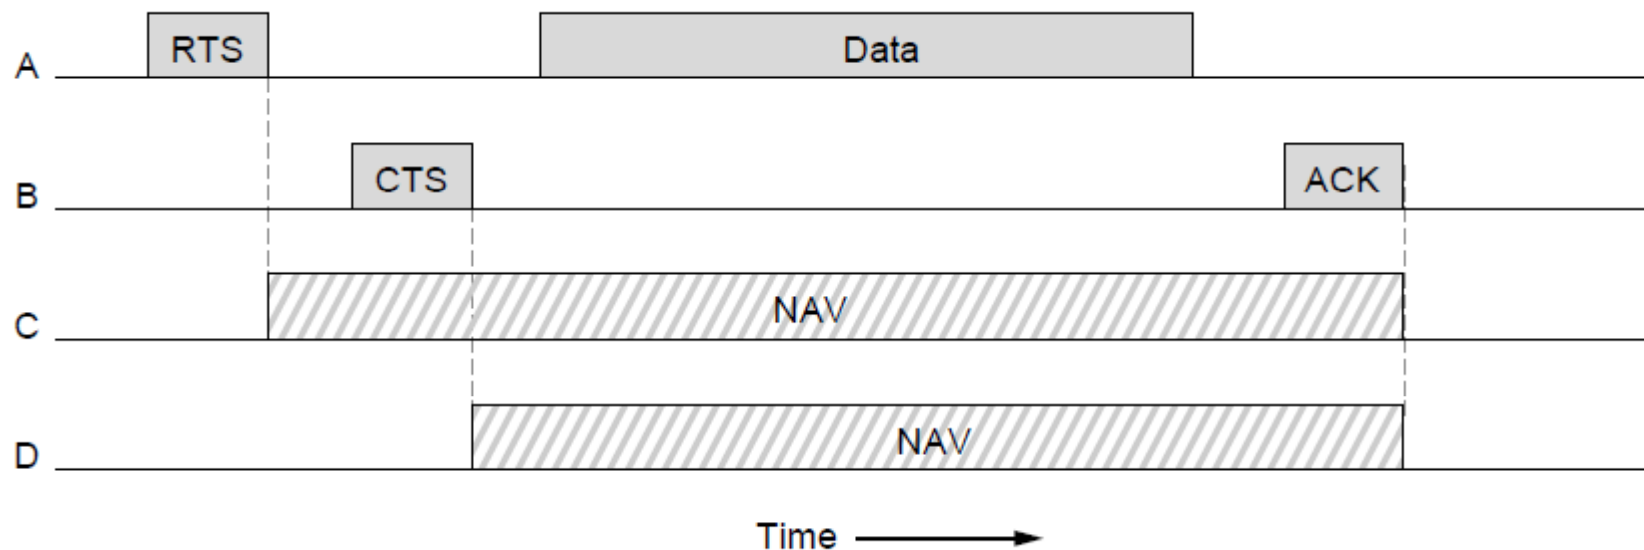 A RTS Data
B CTS ACK
C NAV
D NAV
Time